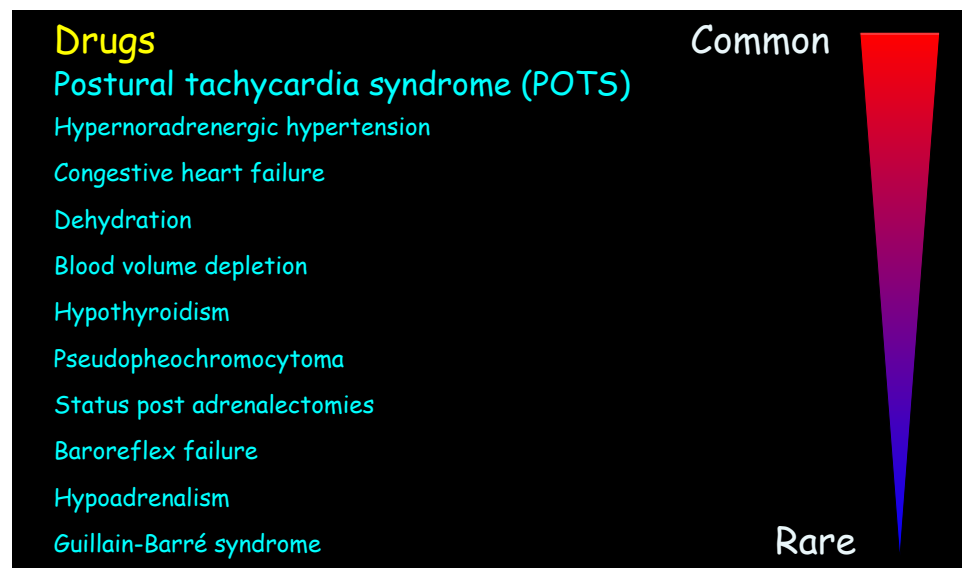 Drugs
Common
Postural tachycardia syndrome (POTS)
Hypernoradrenergic hypertension
Congestive heart failure
Dehydration
Blood volume depletion
Hypothyroidism
Pseudopheochromocytoma
Status post adrenalectomies
Baroreflex failure
Hypoadrenalism
Guillain-Barré syndrome
Rare